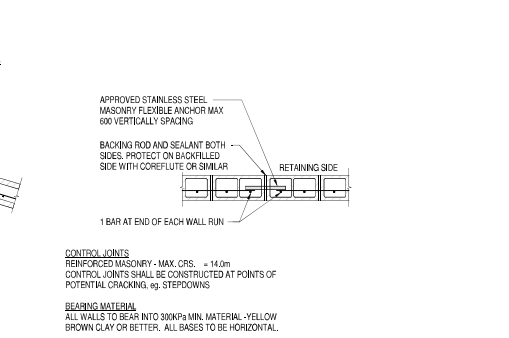 APPROVED STAINLESS STEEL
MASONRY FLEXIBLE ANCHOR MAX
600 VERTICALLY SPACING
BACKING ROD AND SEALANT BOTH
SIDES. PROTECT ON BACKFILLED
SIDE WITH COREFLUTE OR SIMILAR
RETAINING SIDE
1 BAR AT END OF EACH WALL RUN
CONTROL JOINTS
REINFORCED MASONRY - MAX. CRS. = 14.0m
CONTROL JOINTS SHALL BE CONSTRUCTED AT POINTS OF
POTENTIAL CRACKING, eg. STEPDOWNS
BEARING MATERIAL
ALL WALLS TO BEAR INTO 300KPa MIN. MATERIAL -YELLOW
BROWN CLAY OR BETTER. ALL BASES TO BE HORIZONTAL.